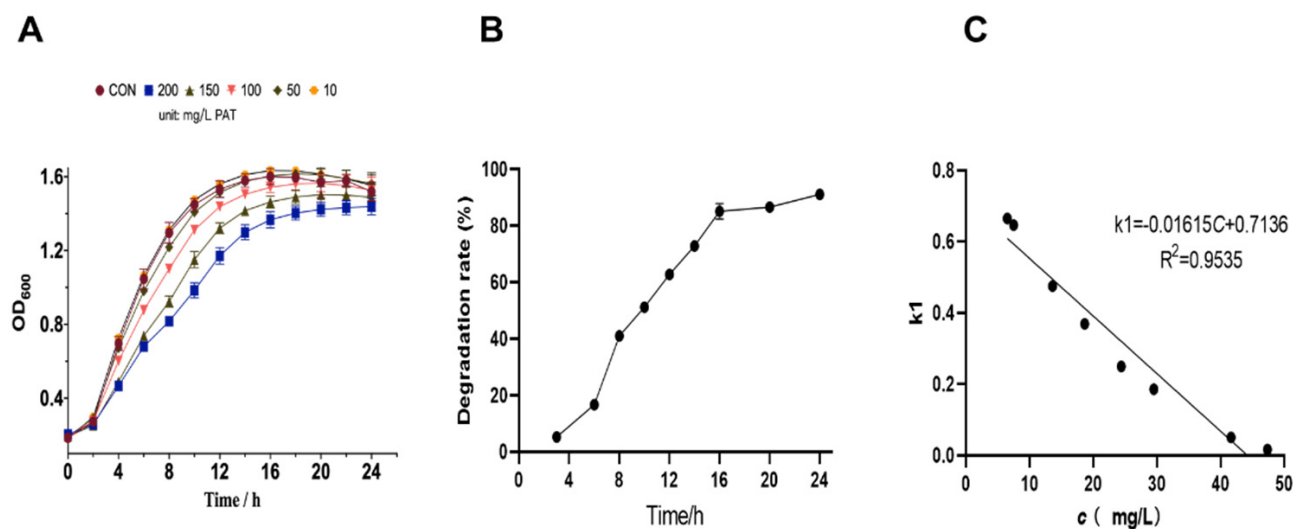 A
CON 200 150 100 50 10
unit: mg/L PAT
OD600
1.6
1.2
0.8
0.4
0 4 8 12 16 20 24
Time / h
B
Degradation rate (%)
100
80
60
40
20
0
0 4 8 12 16 20 24
Time/h
C
k1
0.8
0.6
0.4
0.2
0.0
k1=-0.01615C+0.7136
R2=0.9535
0 10 20 30 40 50
c ( mg/L)